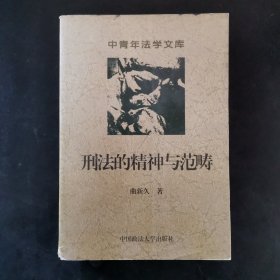 中青年法学文库
刑法的精神与范畴
曲新久 著
中国政法大学出版社